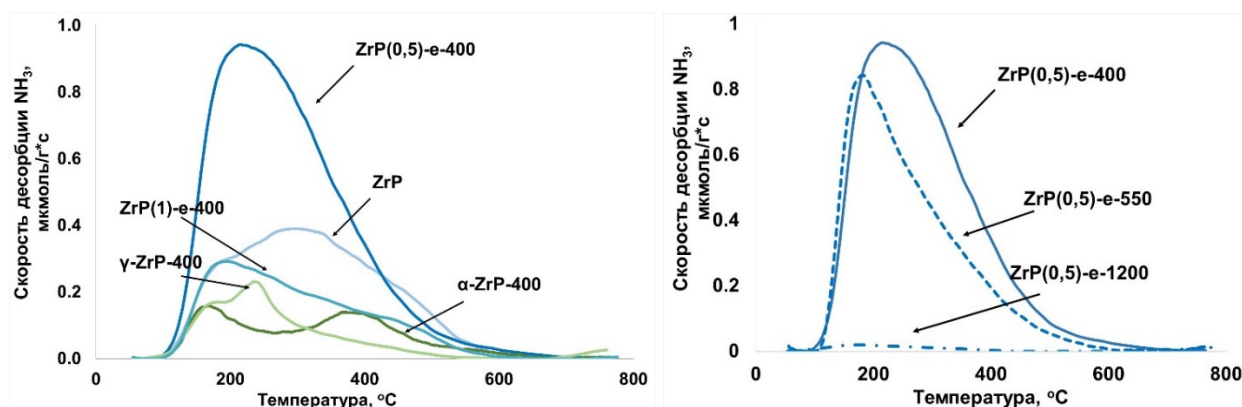 Скорость десорбции NH3,
мкмоль/г*с
1.0
0.8
0.6
0.4
0.2
0.0
ZrP(0,5)-e-400
ZrP
ZrP(1)-e-400
γ-ZrP-400
α-ZrP-400
0 200 400 600 800
Температура, °C
Скорость десорбции NH3,
мкмоль/г*с
1
0.8
0.6
0.4
0.2
0
ZrP(0,5)-e-400
ZrP(0,5)-e-550
ZrP(0,5)-e-1200
0 200 400 600 800
Температура, °C